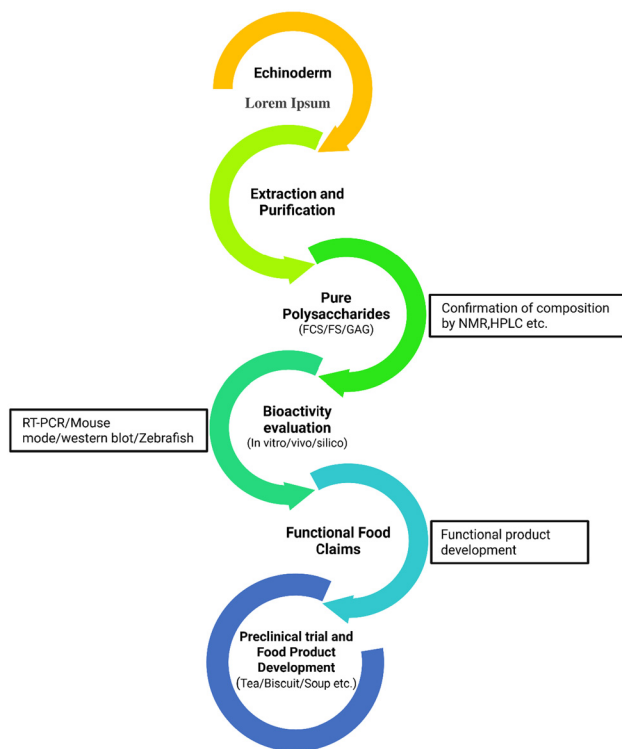 Echinoderm
Lorem Ipsum
Extraction and
Purification
Pure
Polysaccharides
(FCS/FS/GAG)
Confirmation of composition
by NMR,HPLC etc.
Bioactivity
evaluation
(In vitro/vivo/silico)
RT-PCR/Mouse
mode/western blot/Zebrafish
Functional Food
Claims
Functional product
development
Preclinical trial and
Food Product
Development
(Tea/Biscuit/Soup etc.)